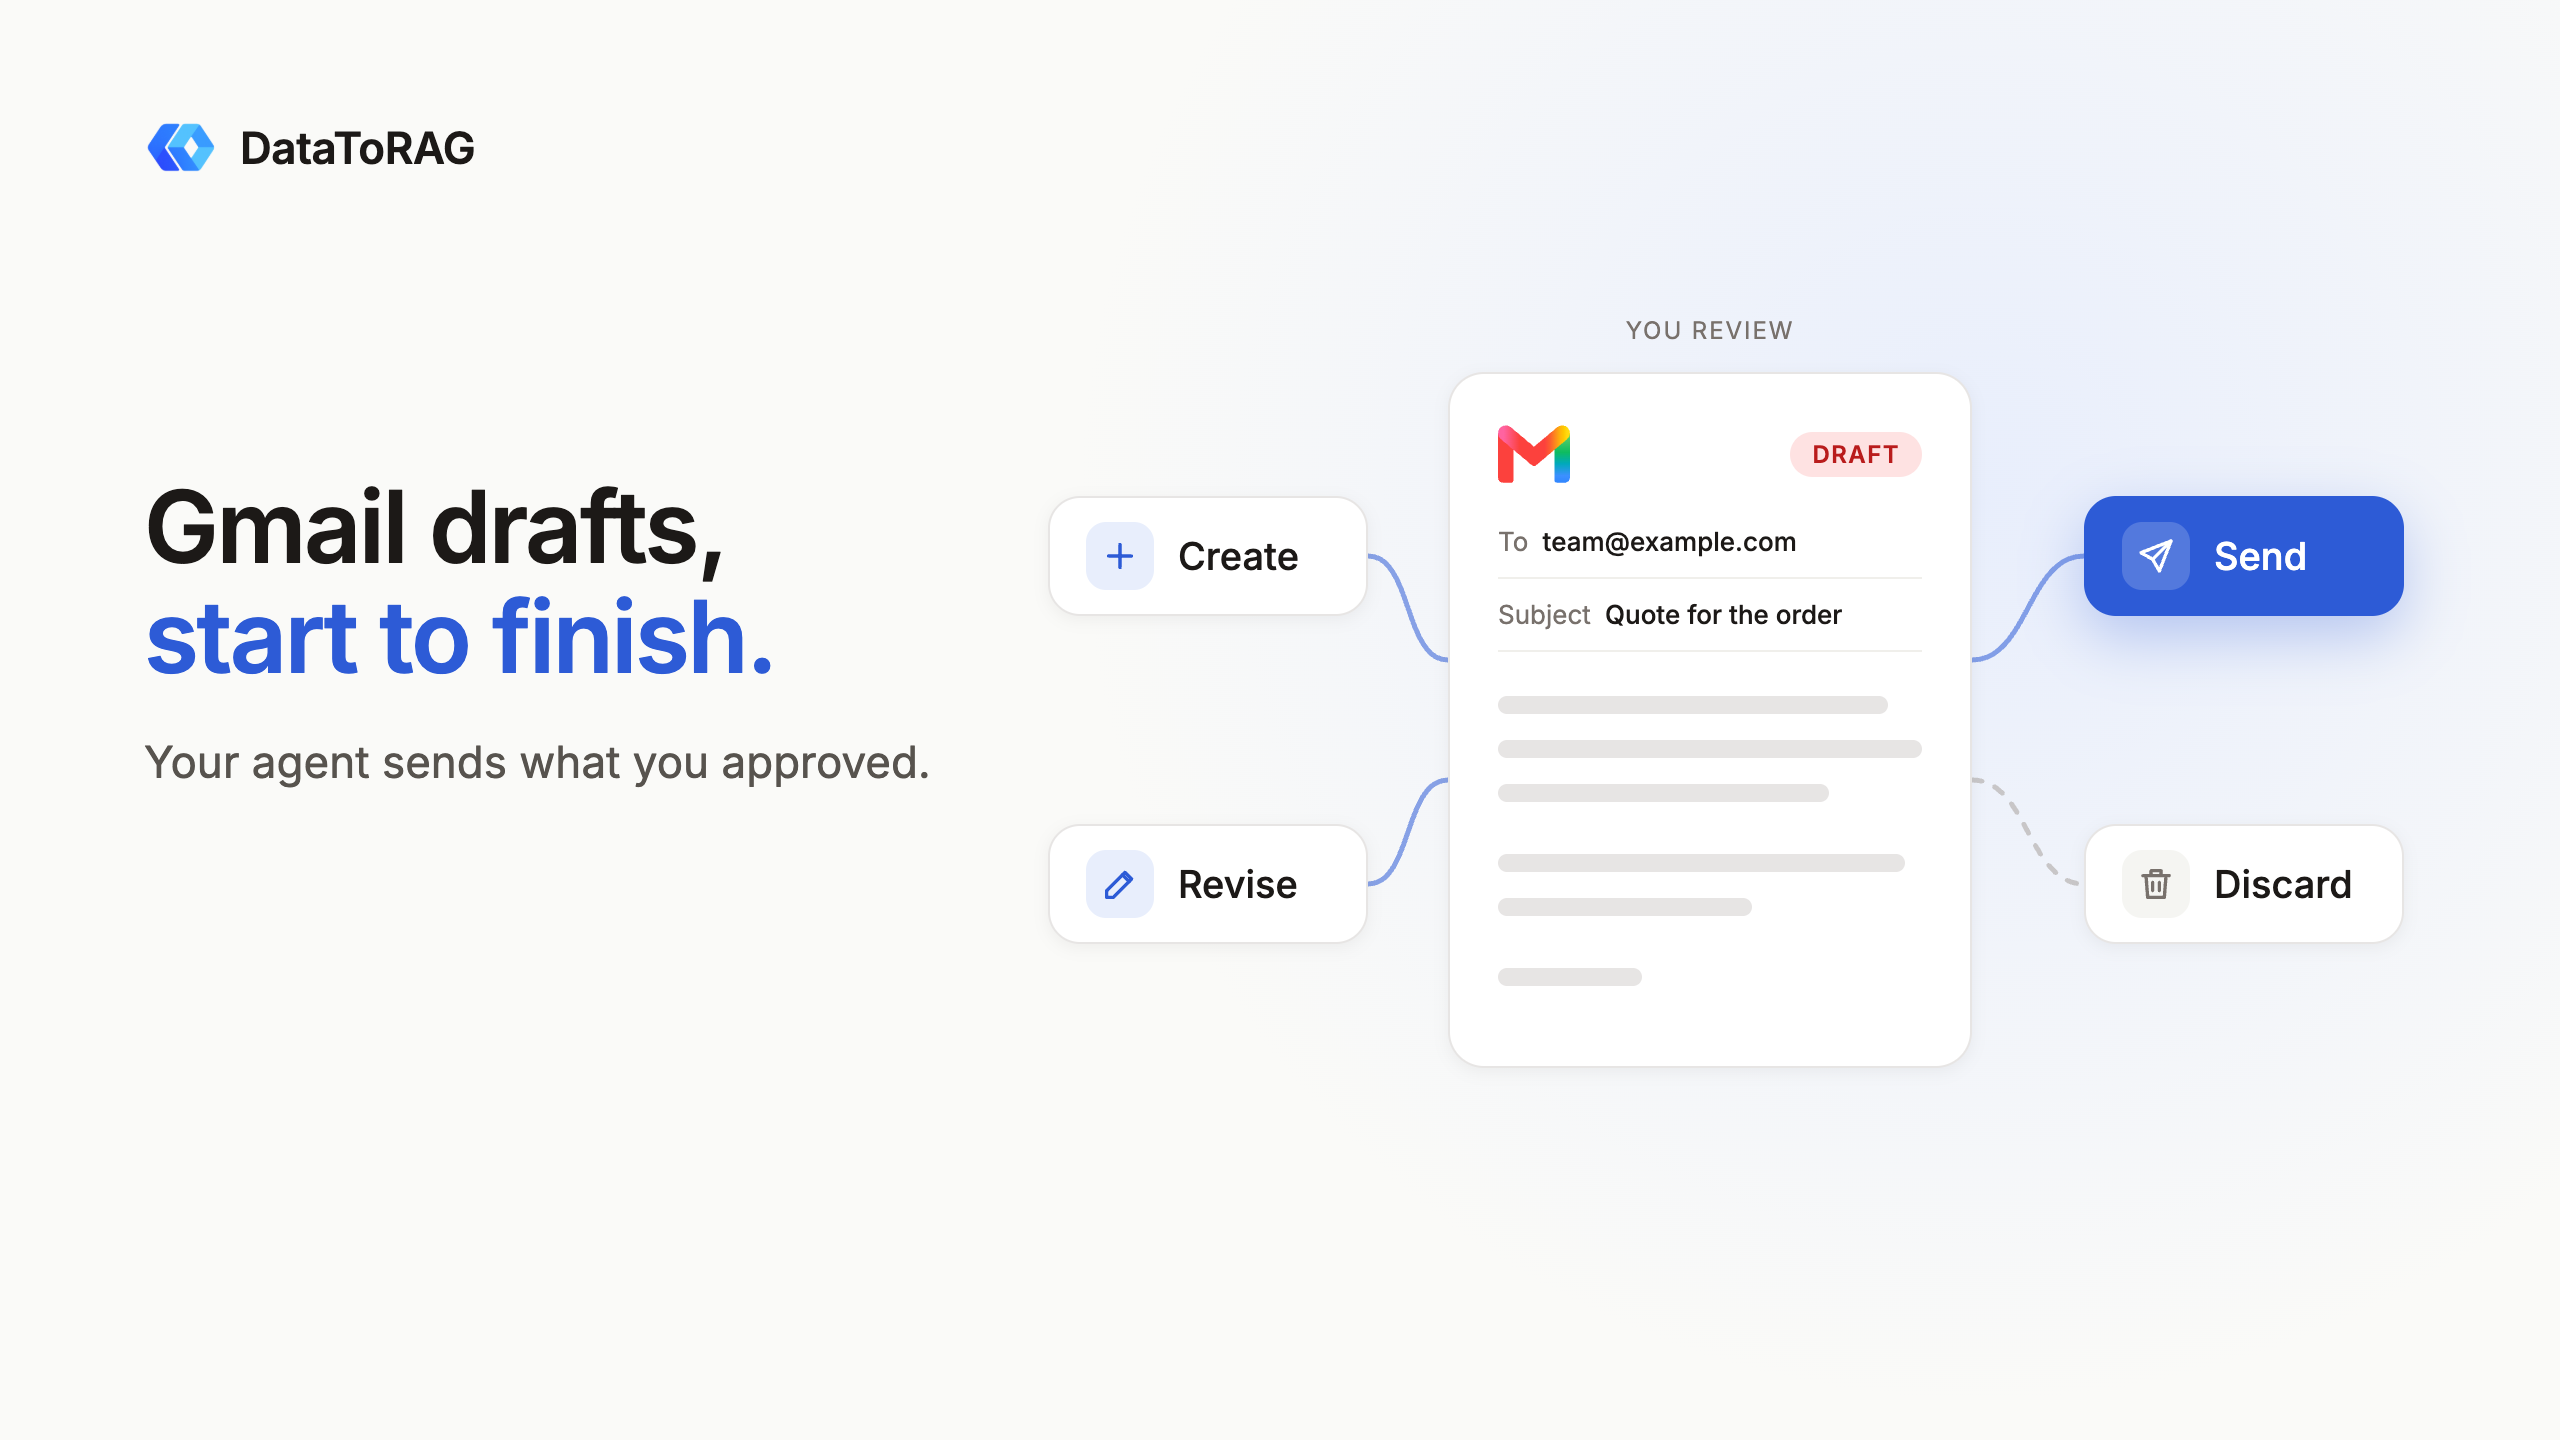 DataToRAG
Gmail drafts,
start to finish.
Your agent sends what you approved.
YOU REVIEW
Create
Revise
DRAFT
To team@example.com
Subject Quote for the order
Send
Discard